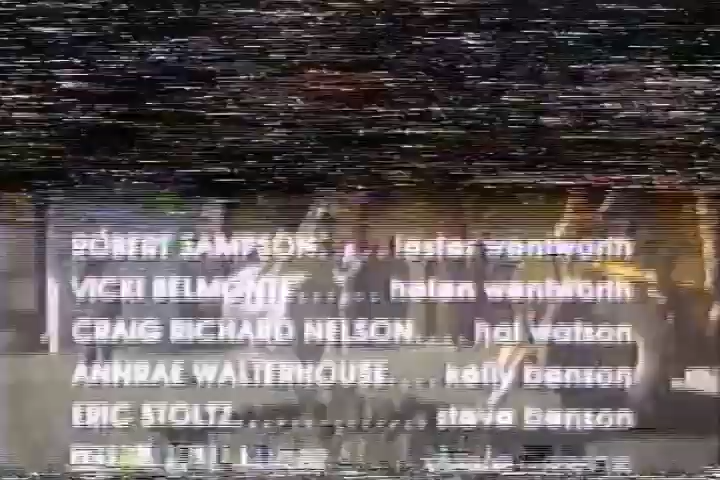 ROBERT SAMPSON....lester wentworth
VICKI BELMONTE......helen wentworth
CRAIG RICHARD NELSON....hal watson
ANNRAE WALTERHOUSE....kelly benson
ERIC STOLTZ.............steve benson